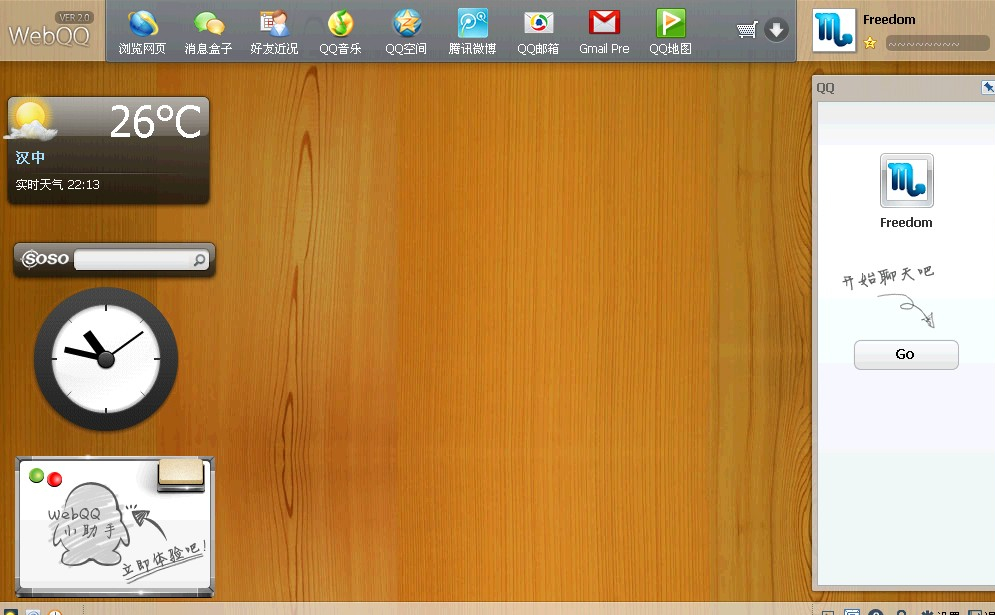 VER 2.0
WebQQ
浏览网页
消息盒子
好友近况
QQ音乐
QQ空间
腾讯微博
QQ邮箱
Gmail Pre
QQ地图
Freedom
~~~~~~~~
26°C
汉中
实时天气 22:13
SOSO
WebQQ
小助手
立即体验吧!
QQ
Freedom
开始聊天吧
Go
设置